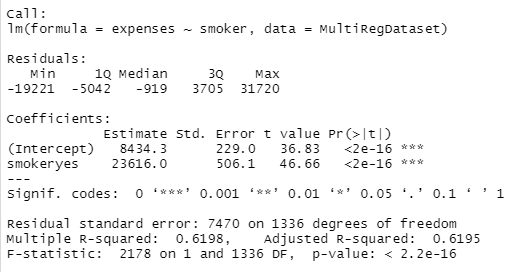 Call:
lm(formula = expenses ~ smoker, data = MultiRegDataset)
Residuals:
Min 1Q Median 3Q Max
-19221 -5042 -919 3705 31720
Coefficients:
Estimate Std. Error t value Pr(>|t|)
(Intercept) 8434.3 229.0 36.83 <2e-16 ***
smokeryes 23616.0 506.1 46.66 <2e-16 ***
---
Signif. codes: 0 ‘***’ 0.001 ‘**’ 0.01 ‘*’ 0.05 ‘.’ 0.1 ‘ ’ 1
Residual standard error: 7470 on 1336 degrees of freedom
Multiple R-squared: 0.6198, Adjusted R-squared: 0.6195
F-statistic: 2178 on 1 and 1336 DF, p-value: < 2.2e-16